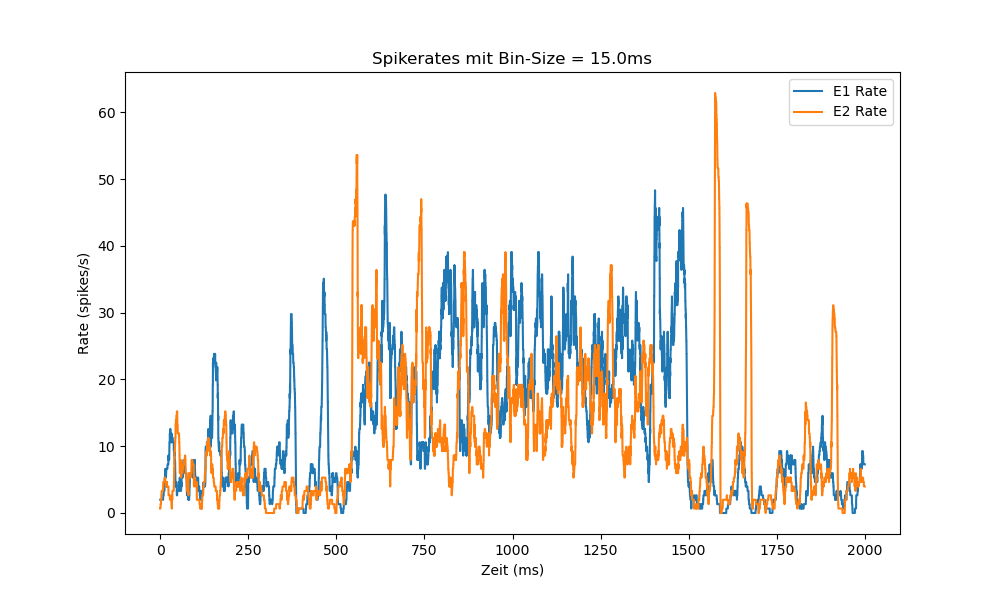 Spikerates mit Bin-Size = 15.0ms
E1 Rate
E2 Rate
60
50
40
30
20
10
0
Rate (spikes/s)
0 250 500 750 1000 1250 1500 1750 2000
Zeit (ms)